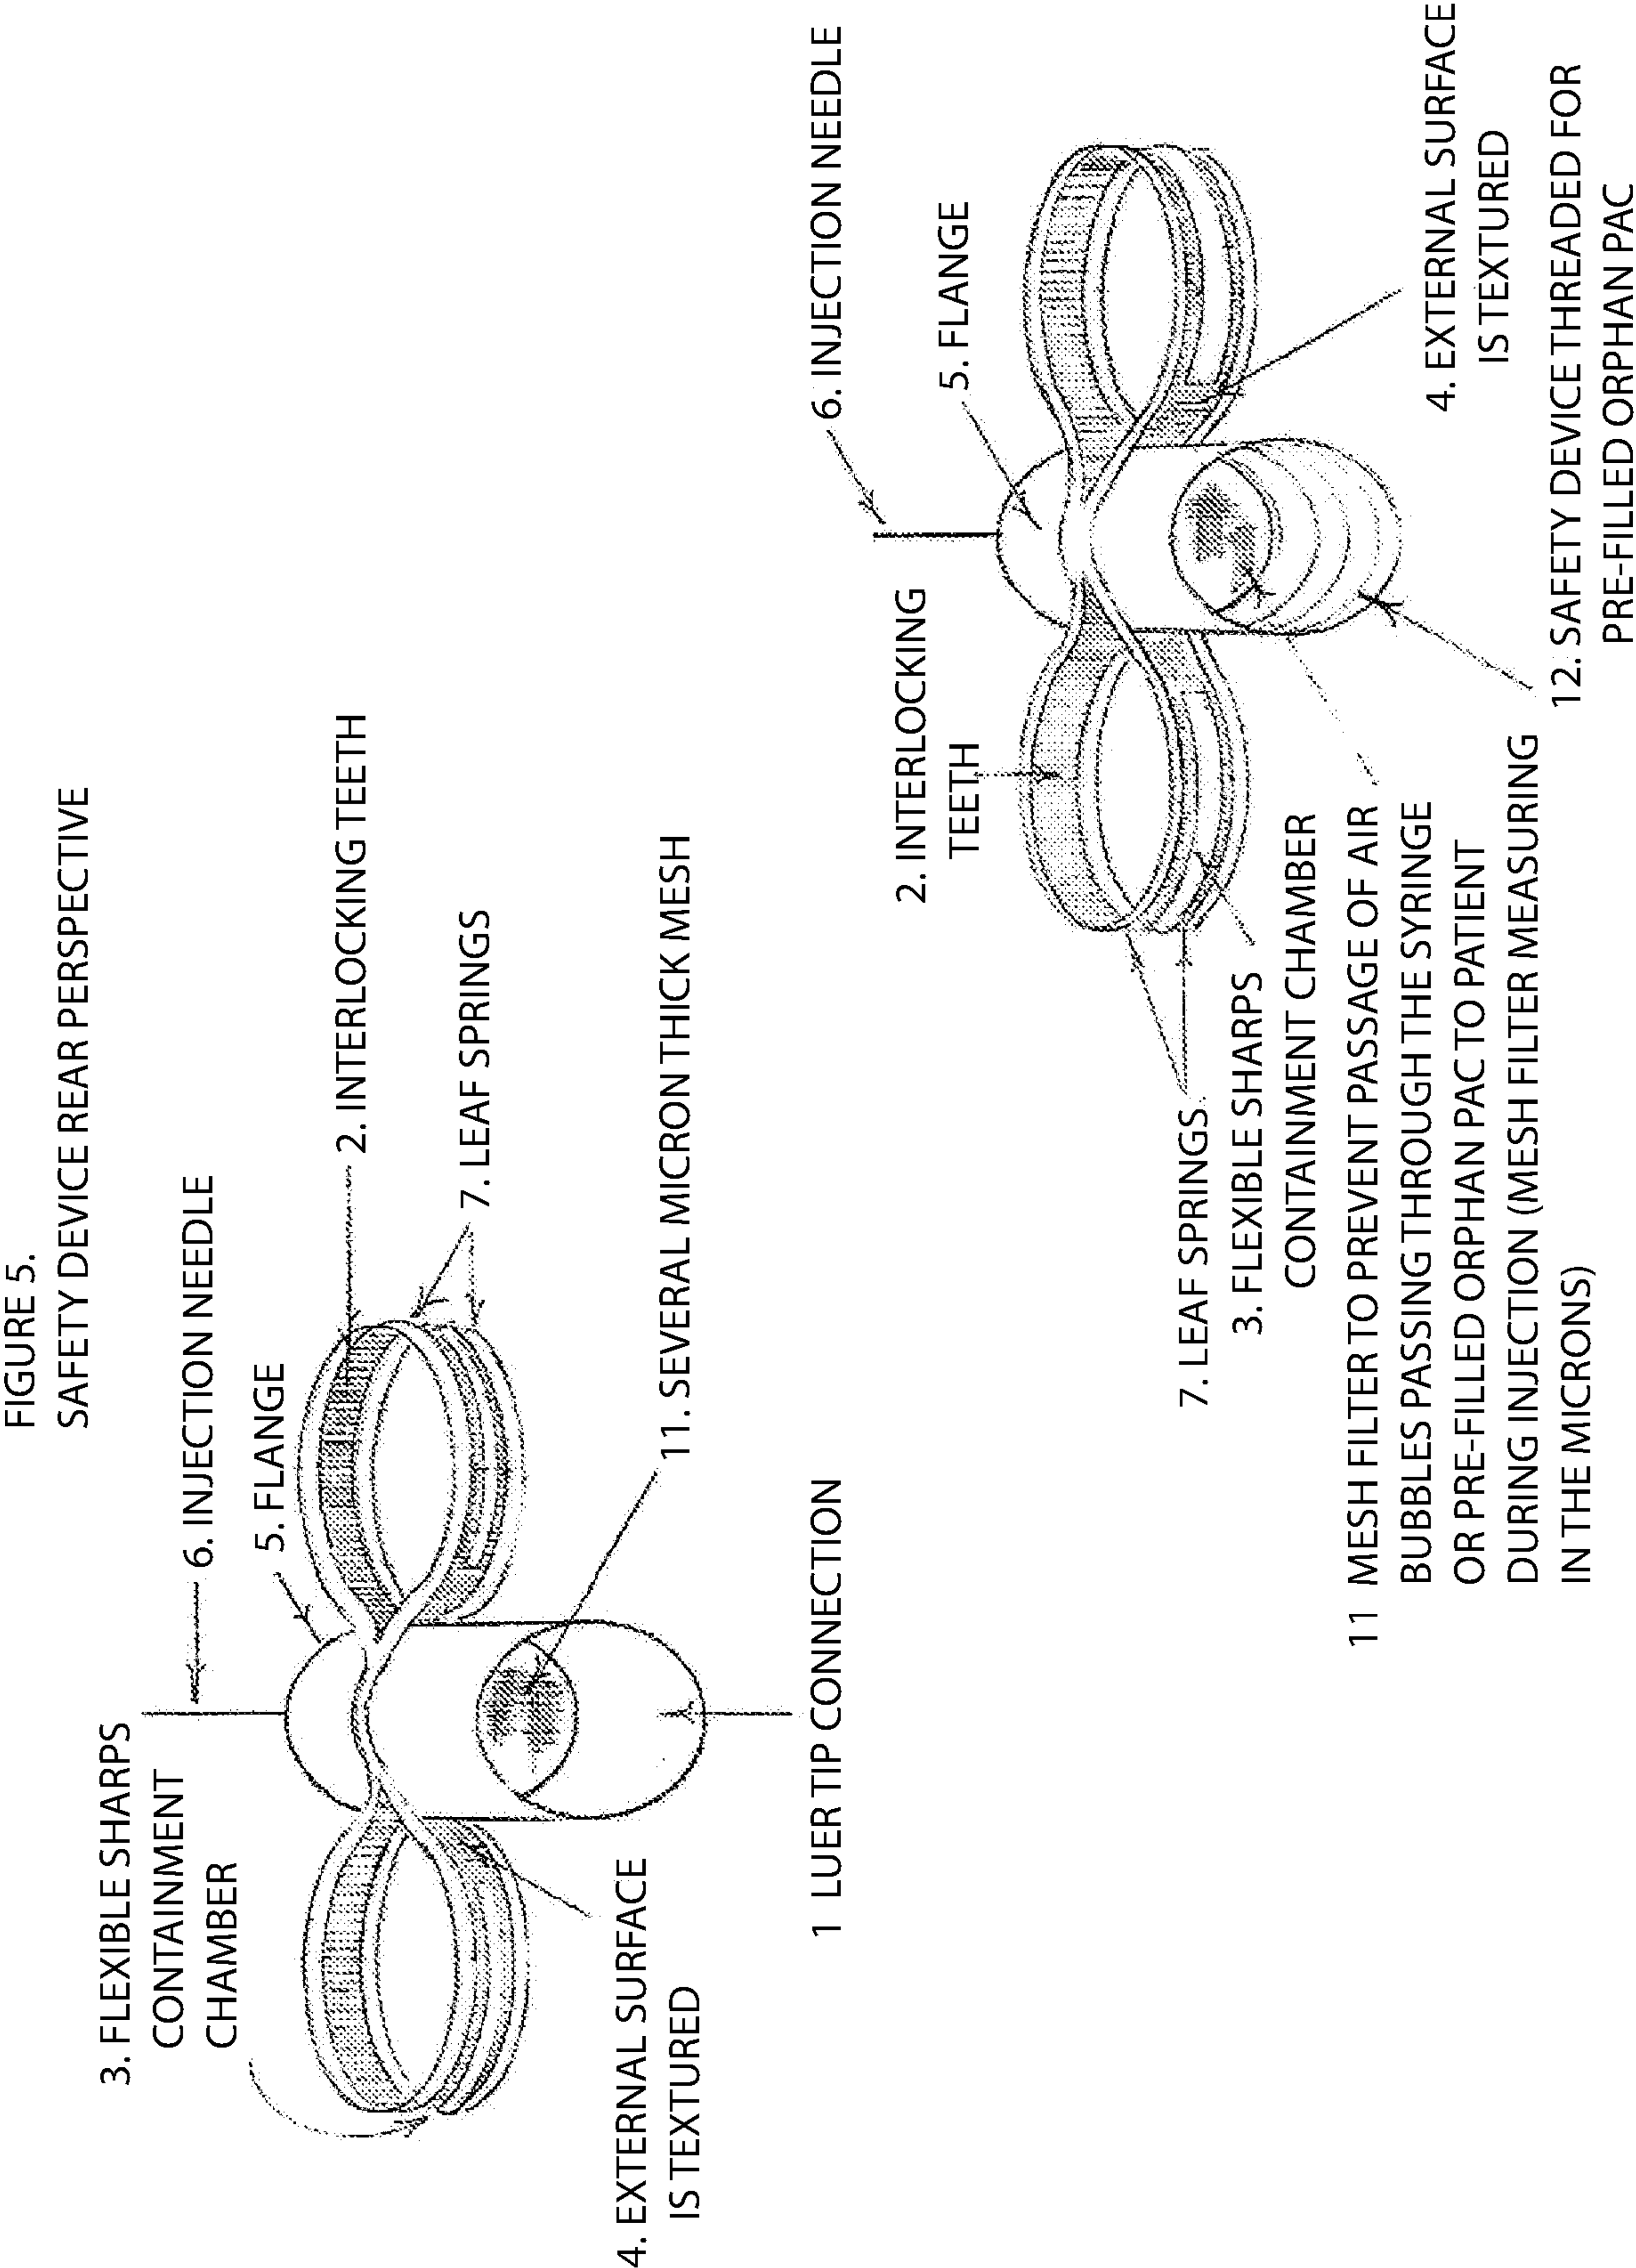 FIGURE 5.
SAFETY DEVICE REAR PERSPECTIVE
3. FLEXIBLE SHARPS
CONTAINMENT
CHAMBER
6. INJECTION NEEDLE
5. FLANGE
2. INTERLOCKING TEETH
7. LEAF SPRINGS
4. EXTERNAL SURFACE
IS TEXTURED
11. SEVERAL MICRON THICK MESH
1 LUER TIP CONNECTION
6. INJECTION NEEDLE
5. FLANGE
2. INTERLOCKING
TEETH
7. LEAF SPRINGS
3. FLEXIBLE SHARPS
CONTAINMENT CHAMBER
11 MESH FILTER TO PREVENT PASSAGE OF AIR
BUBBLES PASSING THROUGH THE SYRINGE
OR PRE-FILLED ORPHAN PAC TO PATIENT
DURING INJECTION (MESH FILTER MEASURING
IN THE MICRONS)
4. EXTERNAL SURFACE
IS TEXTURED
12. SAFETY DEVICE THREADED FOR
PRE-FILLED ORPHAN PAC